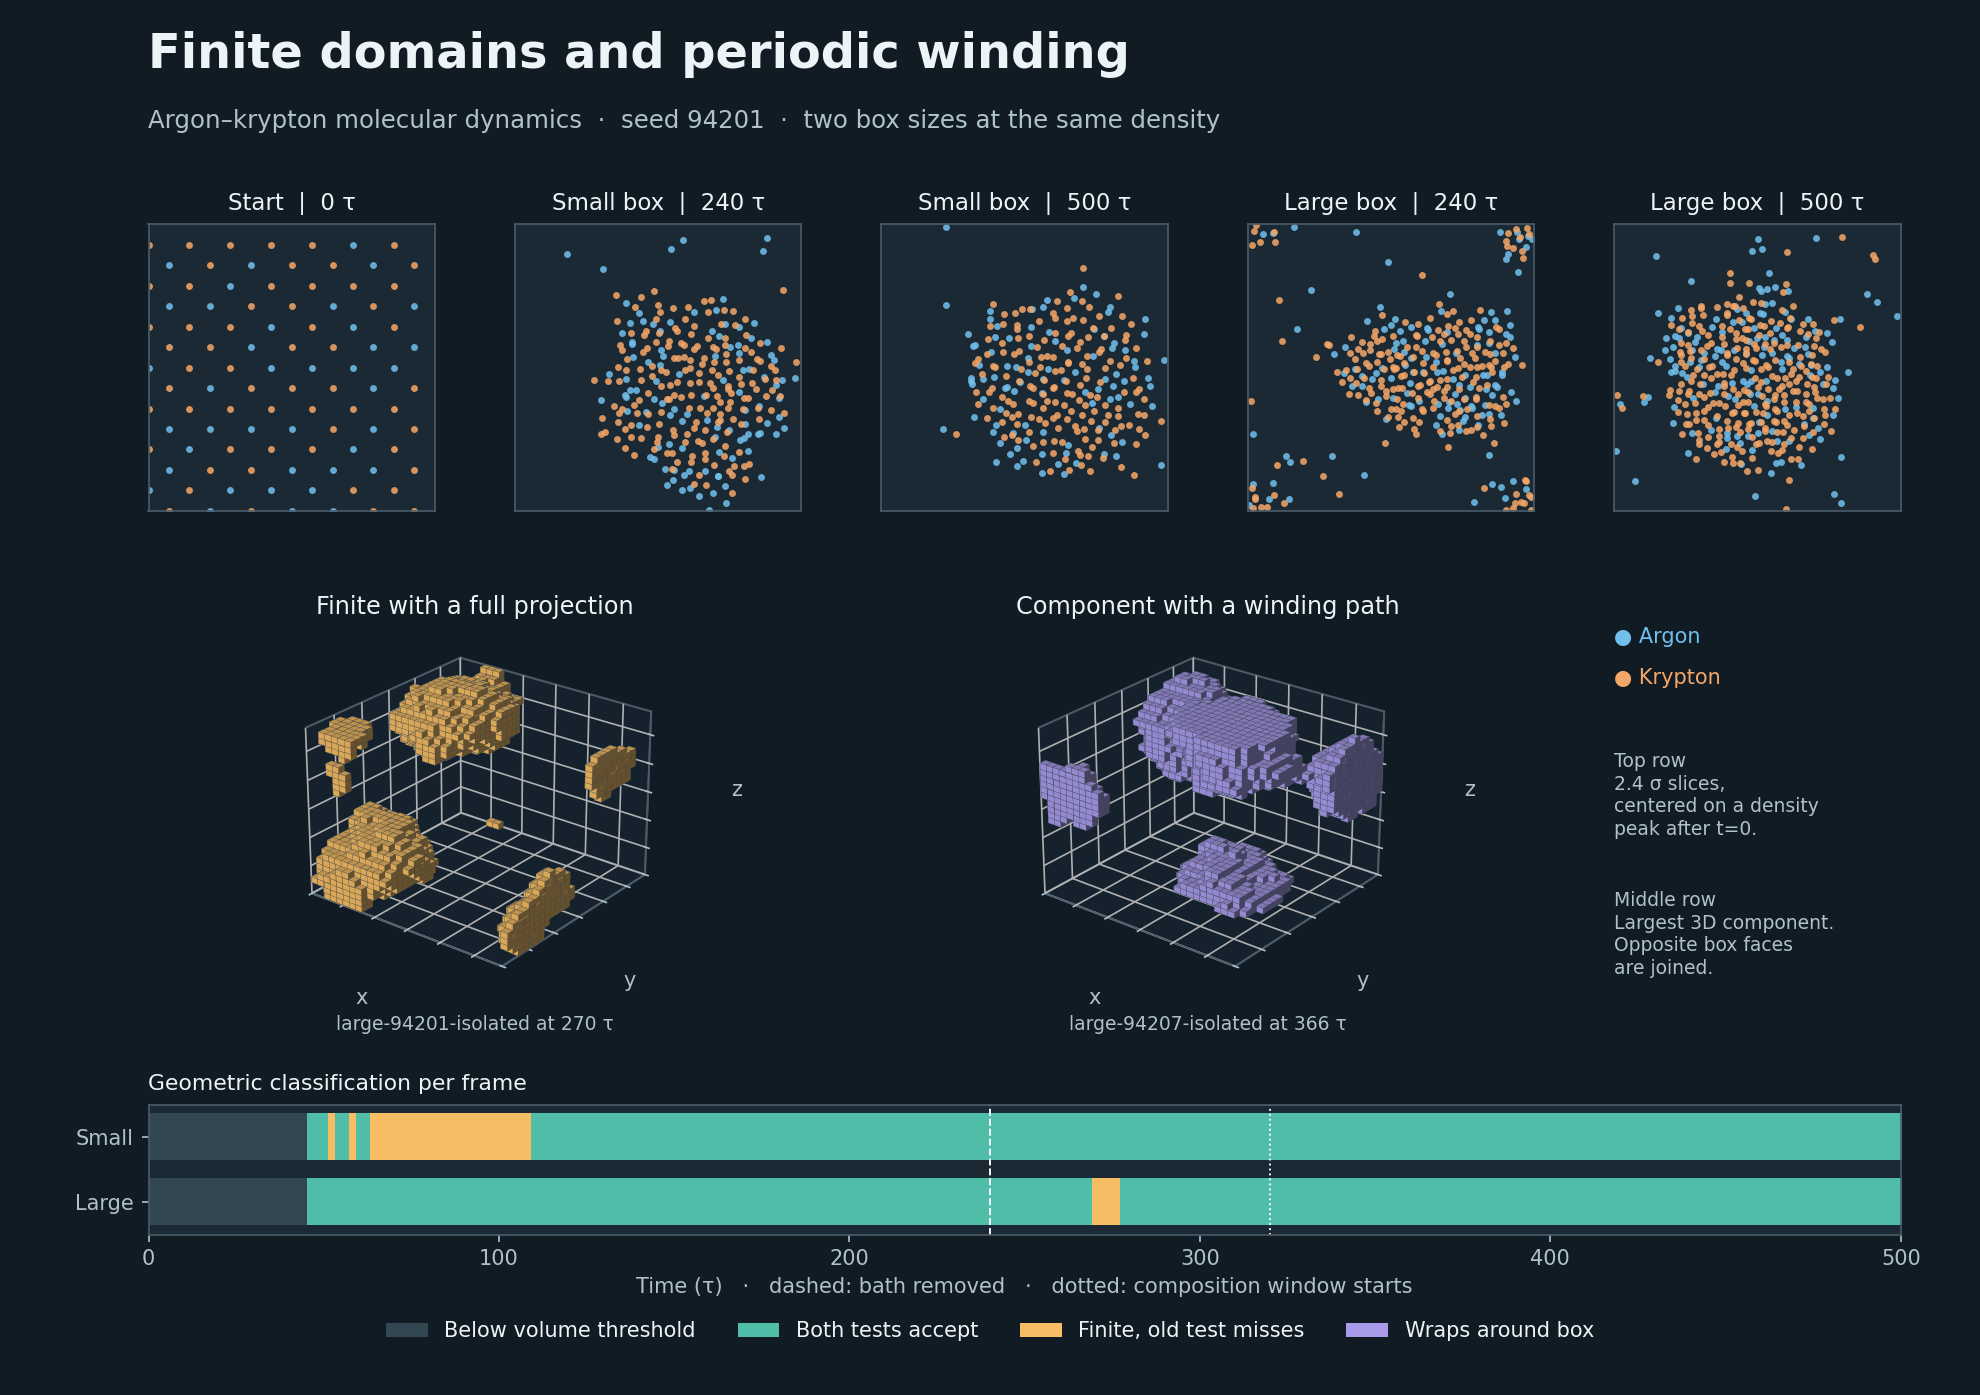 Finite domains and periodic winding
Argon–krypton molecular dynamics · seed 94201 · two box sizes at the same density
Start | 0 τ
Small box | 240 τ
Small box | 500 τ
Large box | 240 τ
Large box | 500 τ
Finite with a full projection
Component with a winding path
z
y
x
large-94201-isolated at 270 τ
z
y
x
large-94207-isolated at 366 τ
Argon
Krypton
Top row
2.4 σ slices,
centered on a density
peak after t=0.
Middle row
Largest 3D component.
Opposite box faces
are joined.
Geometric classification per frame
Small
Large
0 100 200 300 400 500
Time (τ) · dashed: bath removed · dotted: composition window starts
Below volume threshold
Both tests accept
Finite, old test misses
Wraps around box